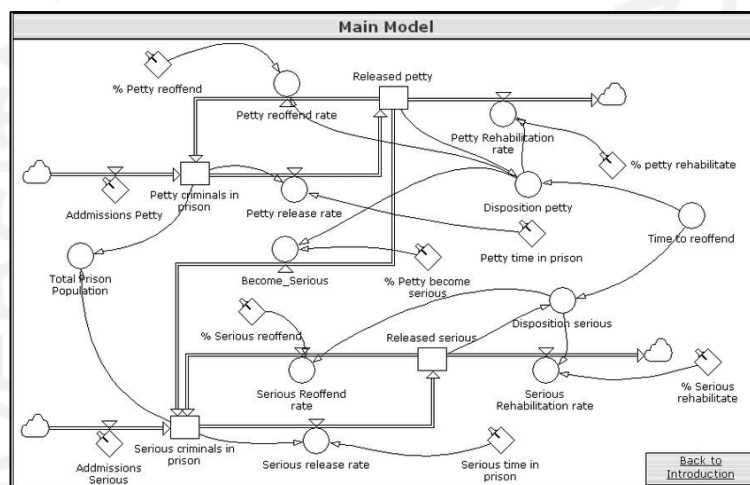 Main Model
% Petty reoffend
Petty reoffend rate
Released petty
Petty Rehabilitation
rate
% petty rehabilitate
Addmissions Petty
Petty criminals in
prison
Petty release rate
Disposition petty
Time to reoffend
Petty time in prison
Total Prison
Population
Become_Serious
% Petty become
serious
% Serious reoffend
Released serious
Disposition serious
Serious Reoffend
rate
Serious
Rehabilitation rate
% Serious
rehabilitate
Addmissions
Serious
Serious criminals in
prison
Serious release rate
Serious time in
prison
Back to
Introduction